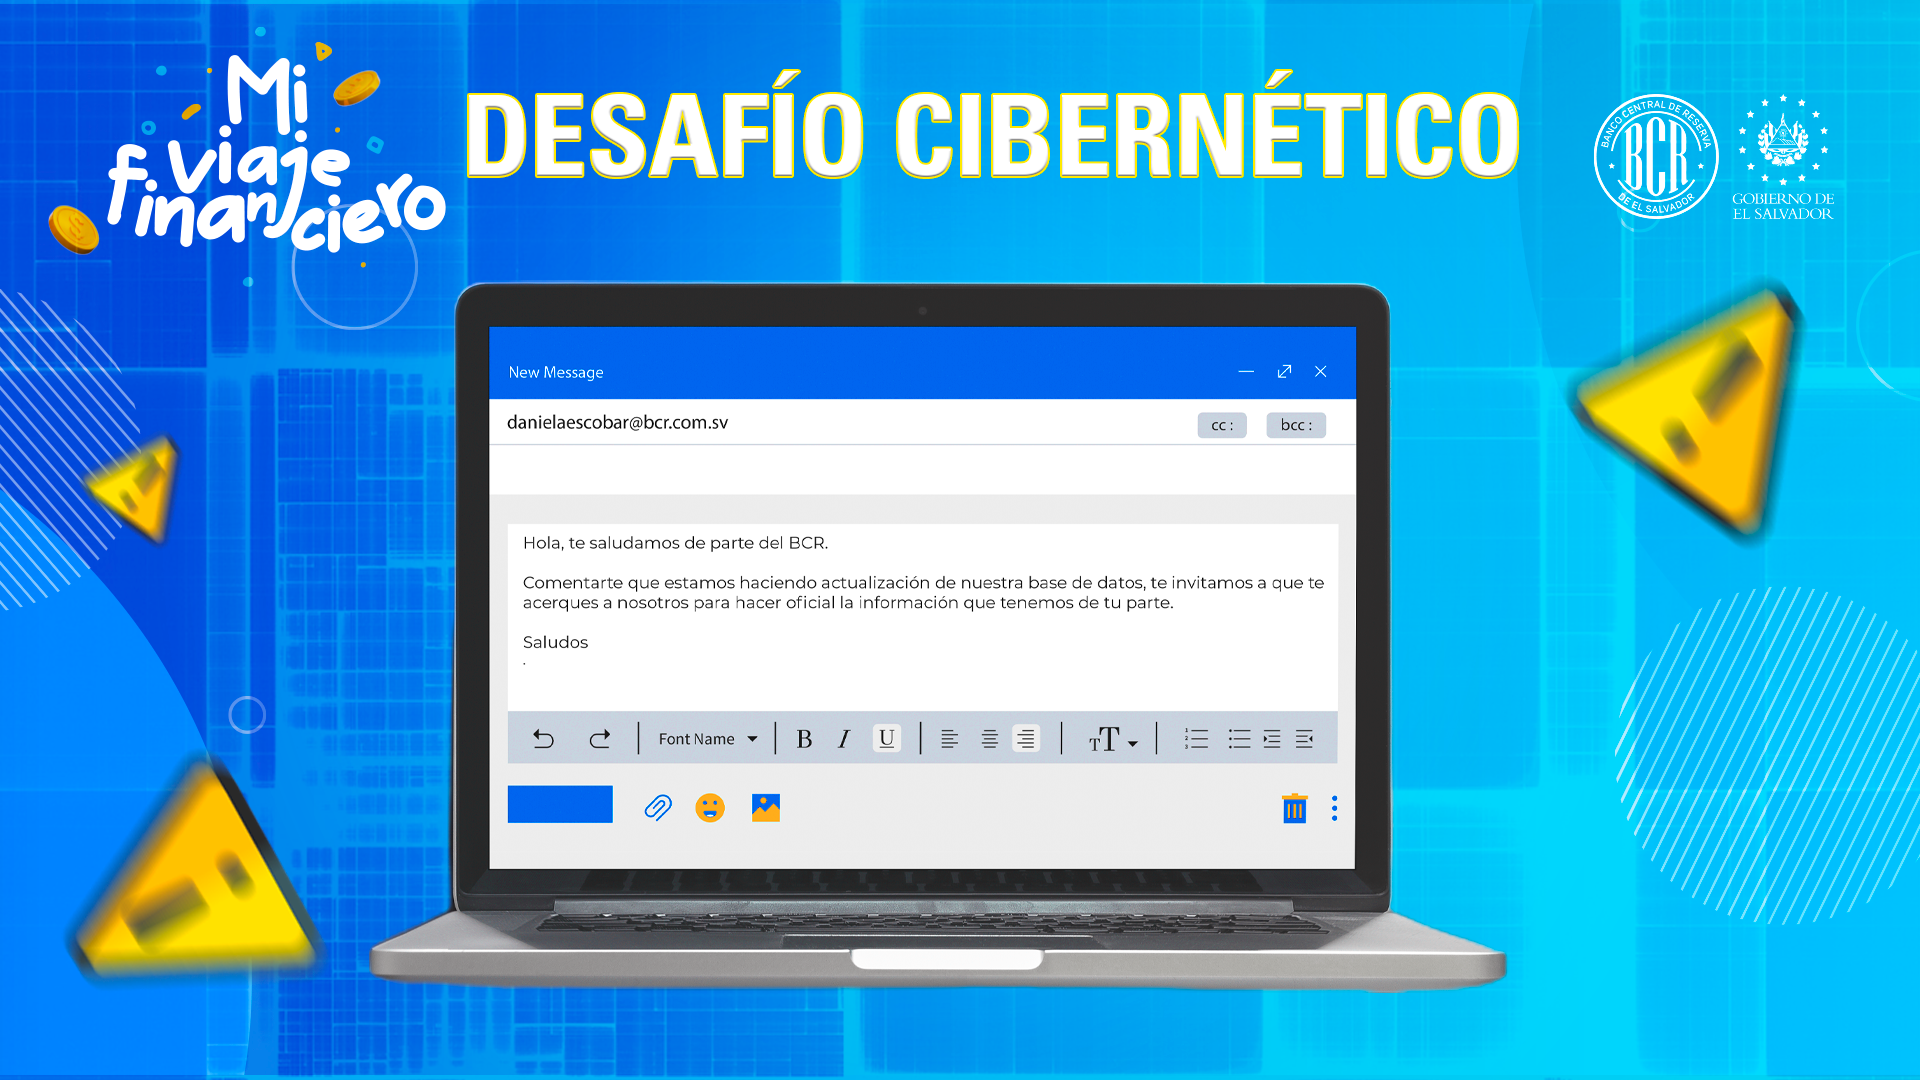 Mi
viaje
financiero
DESAFÍO CIBERNÉTICO
BANCO CENTRAL DE RESERVA
BCR
DE EL SALVADOR
GOBIERNO DE
EL SALVADOR
New Message
danielaescobar@bcr.com.sv
cc :
bcc :
Hola, te saludamos de parte del BCR.
Comentarte que estamos haciendo actualización de nuestra base de datos, te invitamos a que te
acerques a nosotros para hacer oficial la información que tenemos de tu parte.
Saludos
.
Font Name
B I U
TT